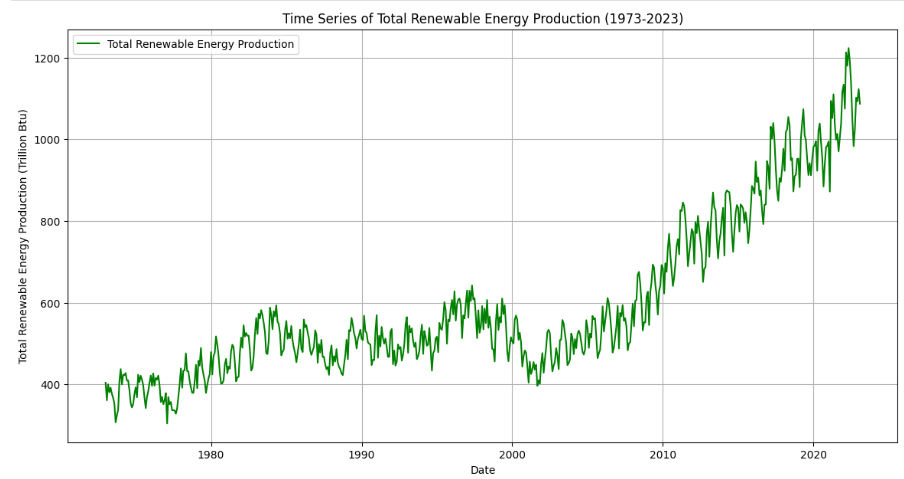 Time Series of Total Renewable Energy Production (1973-2023)
Total Renewable Energy Production
Total Renewable Energy Production (Trillion Btu)
1200
1000
800
600
400
1980 1990 2000 2010 2020
Date